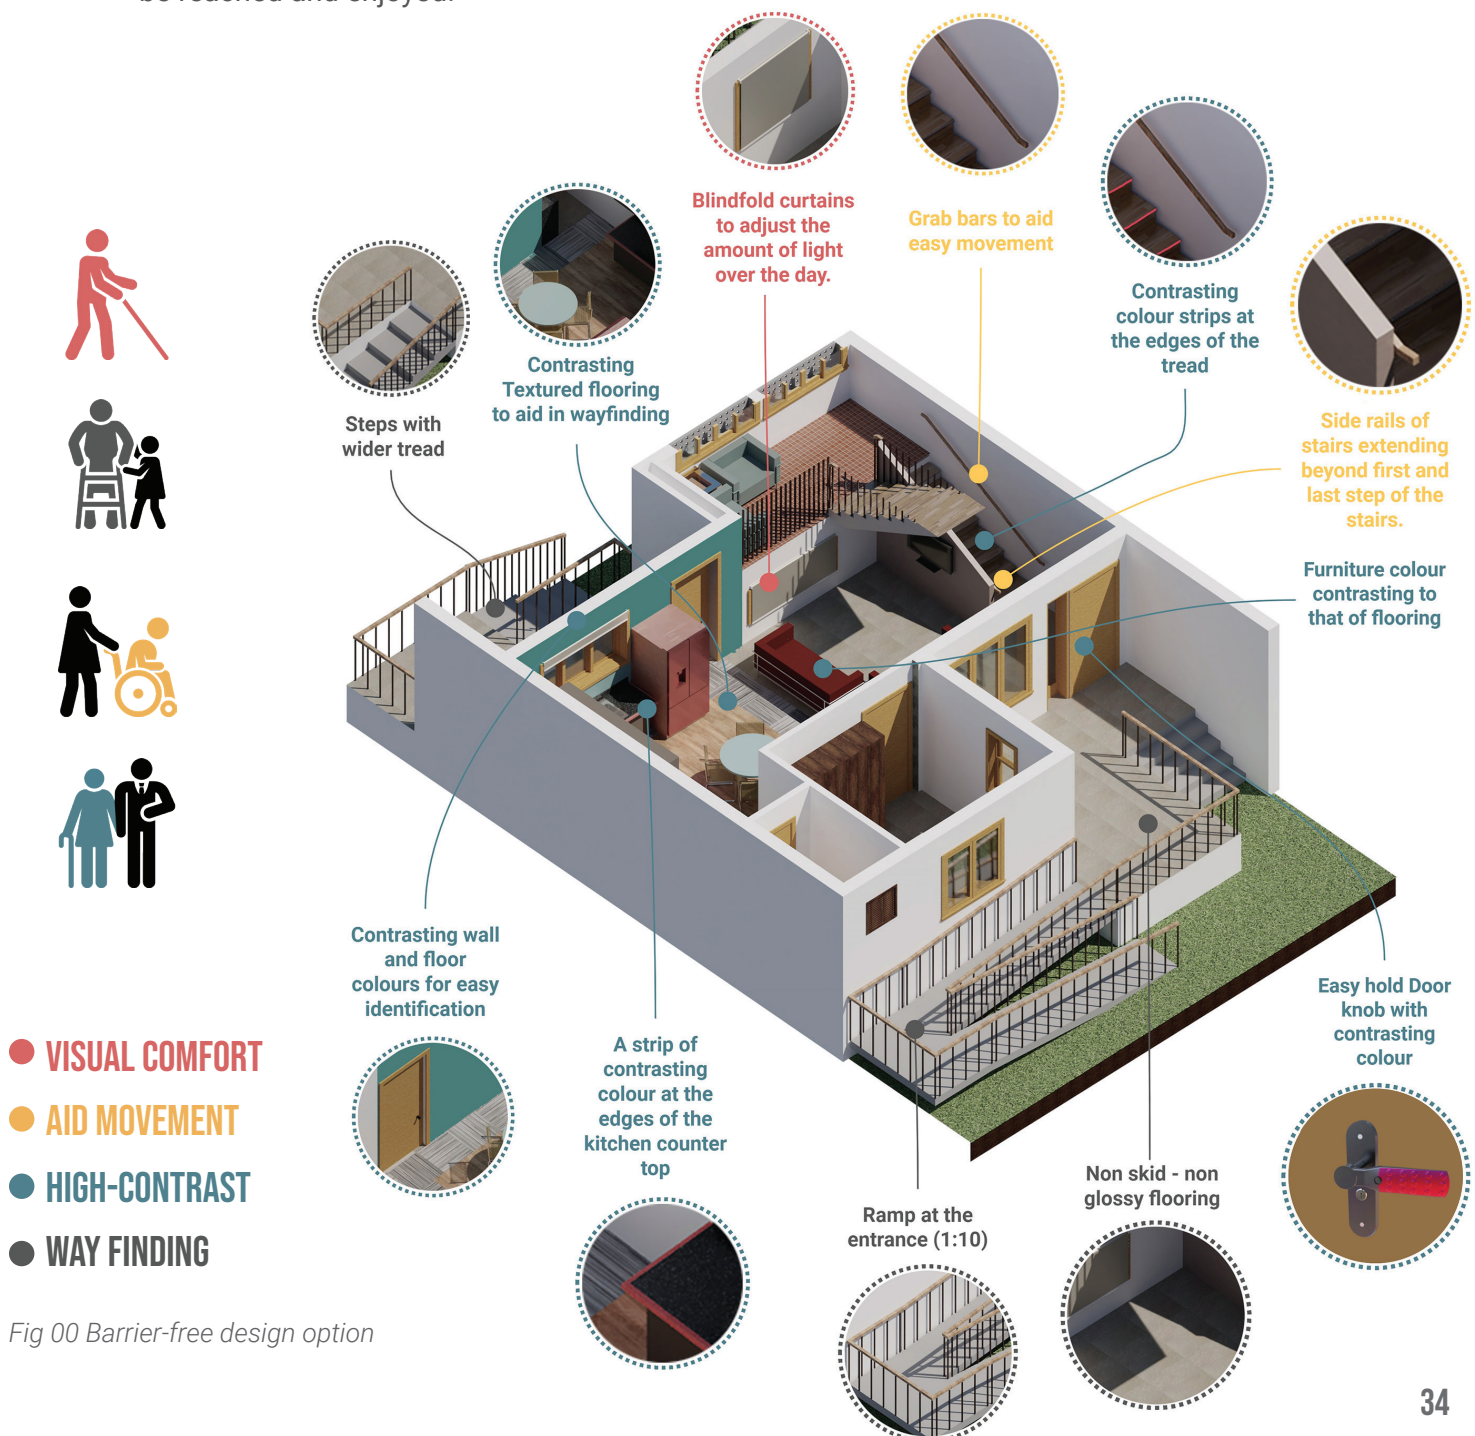 be reached and enjoyed.
Blindfold curtains
to adjust the
amount of light
over the day.
Grab bars to aid
easy movement
Contrasting
colour strips at
the edges of the
tread
Contrasting
Textured flooring
to aid in wayfinding
Steps with
wider tread
Side rails of
stairs extending
beyond first and
last step of the
stairs.
Furniture colour
contrasting to
that of flooring
Contrasting wall
and floor
colours for easy
identification
A strip of
contrasting
colour at the
edges of the
kitchen counter
top
Easy hold Door
knob with
contrasting
colour
Non skid - non
glossy flooring
Ramp at the
entrance (1:10)
VISUAL COMFORT
AID MOVEMENT
HIGH-CONTRAST
WAY FINDING
Fig 00 Barrier-free design option
34